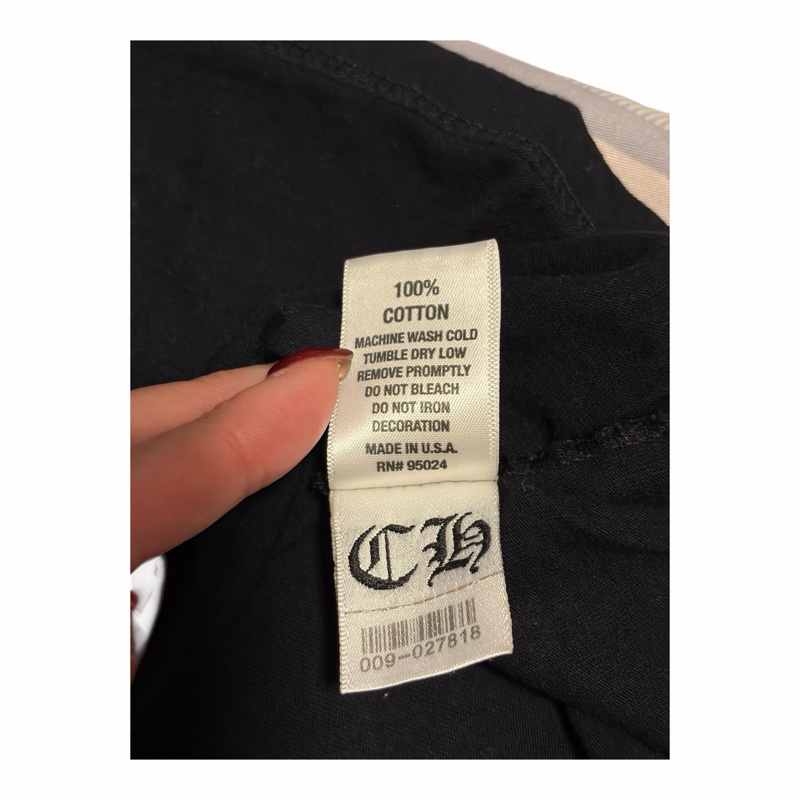 100%
COTTON
MACHINE WASH COLD
TUMBLE DRY LOW
REMOVE PROMPTLY
DO NOT BLEACH
DO NOT IRON
DECORATION
MADE IN U.S.A.
RN# 95024
CH
009-027818